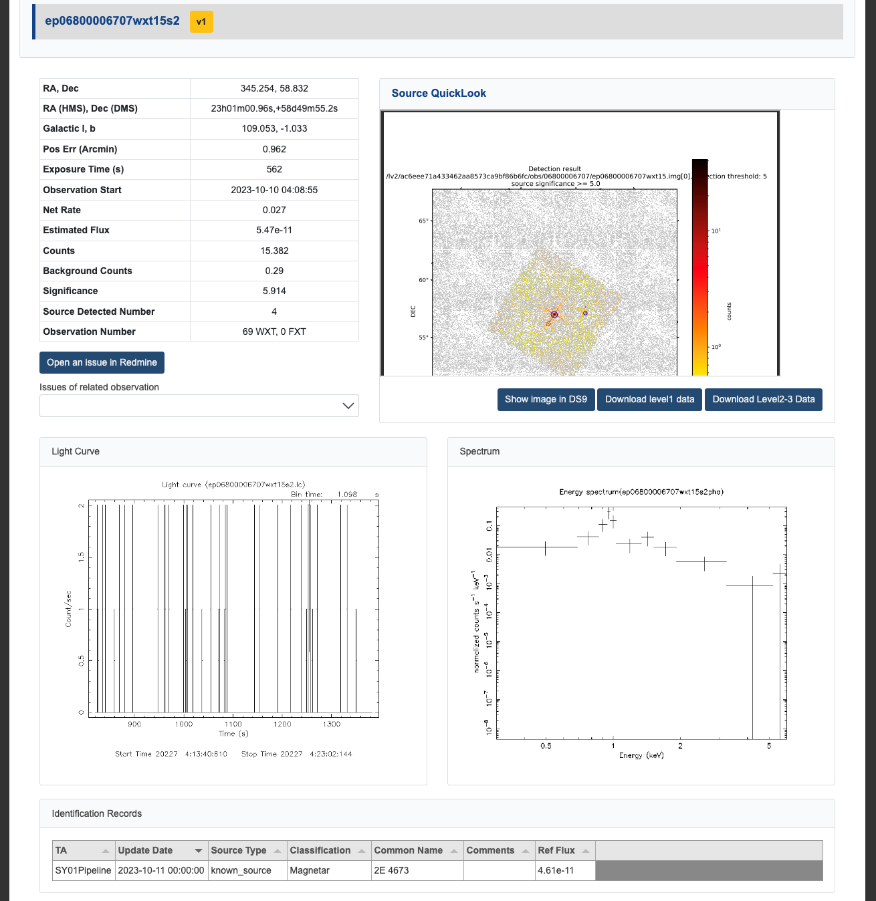 ep06800006707wxt15s2 v1
RA, Dec 345.254, 58.832
RA (HMS), Dec (DMS) 23h01m00.96s,+58d49m55.2s
Galactic l, b 109.053, -1.033
Pos Err (Arcmin) 0.962
Exposure Time (s) 562
Observation Start 2023-10-10 04:08:55
Net Rate 0.027
Estimated Flux 5.47e-11
Counts 15.382
Background Counts 0.29
Significance 5.914
Source Detected Number 4
Observation Number 69 WXT, 0 FXT
Open an issue in Redmine
Issues of related observation
Source QuickLook
Detection result
/lv2/ac6eee71a433462aa8573ca9bf86b6fc/obs/06800006707/ep06800006707wxt15.img[0], ection threshold: 5
source significance >= 5.0
65°
60°
55°
DEC
10¹
10⁰
counts
Show image in DS9
Download level1 data
Download Level2-3 Data
Light Curve
Light curve (ep06800006707wxt15s2.lc)
Bin time: 1.098 s
2
1.5
1
0.5
0
Count/sec
900 1000 1100 1200 1300
Time (s)
Start Time 20227 4:13:40:510 Stop Time 20227 4:23:02:144
Spectrum
Energy spectrum(ep06800006707wxt15s2pha)
0.1
0.01
10⁻³
10⁻⁴
10⁻⁵
10⁻⁶
10⁻⁷
10⁻⁸
normalized counts s⁻¹ keV⁻¹
0.5 1 2 5
Energy (keV)
Identification Records
TA Update Date Source Type Classification Common Name Comments Ref Flux
SY01Pipeline 2023-10-11 00:00:00 known_source Magnetar 2E 4673 4.61e-11